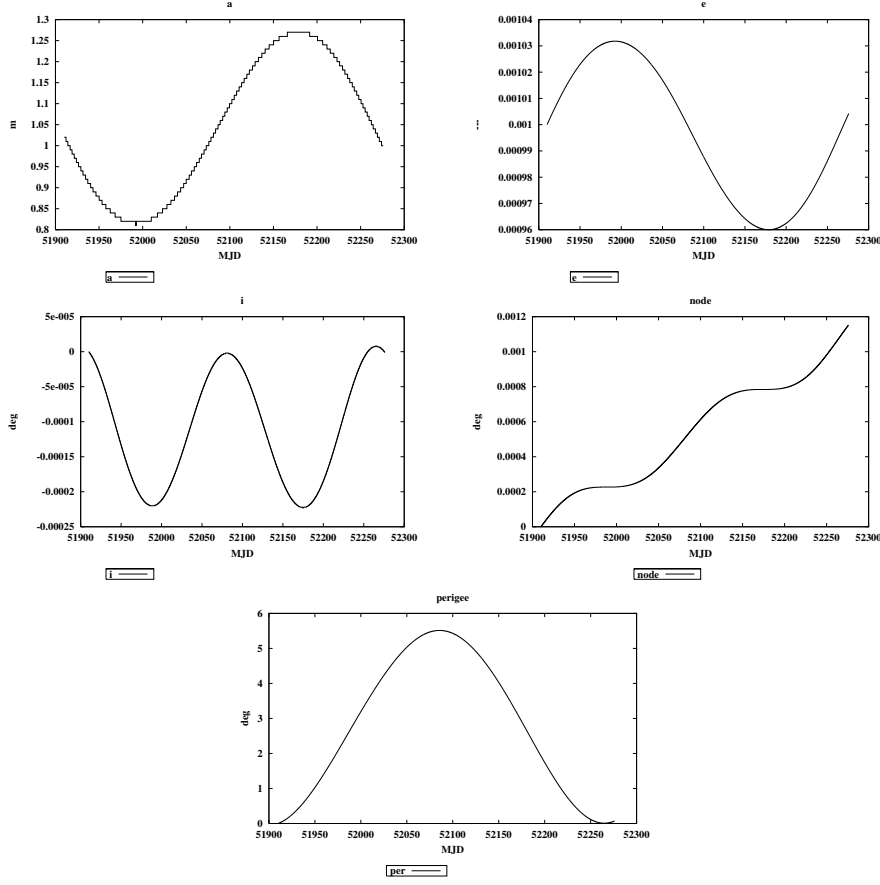 a
1.3
1.25
1.2
1.15
1.1
1.05
1
0.95
0.9
0.85
0.8
m
51900 51950 52000 52050 52100 52150 52200 52250 52300
MJD
a
e
0.00104
0.00103
0.00102
0.00101
0.001
0.00099
0.00098
0.00097
0.00096
---
51900 51950 52000 52050 52100 52150 52200 52250 52300
MJD
e
i
5e-005
0
-5e-005
-0.0001
-0.00015
-0.0002
-0.00025
deg
51900 51950 52000 52050 52100 52150 52200 52250 52300
MJD
i
node
0.0012
0.001
0.0008
0.0006
0.0004
0.0002
0
deg
51900 51950 52000 52050 52100 52150 52200 52250 52300
MJD
node
perigee
6
5
4
3
2
1
0
deg
51900 51950 52000 52050 52100 52150 52200 52250 52300
MJD
per